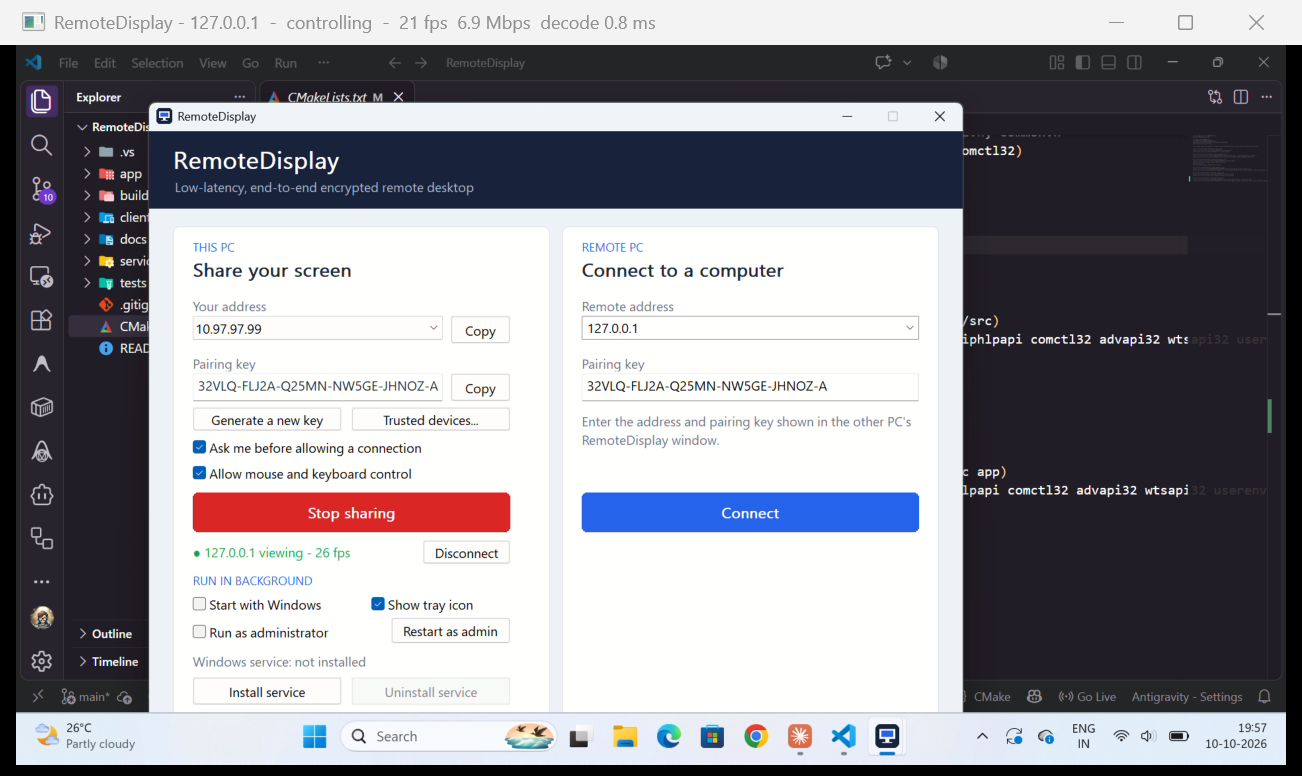 RemoteDisplay - 127.0.0.1 - controlling - 21 fps 6.9 Mbps decode 0.8 ms
File Edit Selection View Go Run ··· RemoteDisplay
Explorer ···
CMakeLists.txt M
RemoteDis
.vs
app
build
client
docs
servic
tests
.gitig
CMal
READ
10
RemoteDisplay
RemoteDisplay
Low-latency, end-to-end encrypted remote desktop
THIS PC
Share your screen
Your address
10.97.97.99
Copy
Pairing key
32VLQ-FLJ2A-Q25MN-NW5GE-JHNOZ-A
Copy
Generate a new key
Trusted devices...
Ask me before allowing a connection
Allow mouse and keyboard control
Stop sharing
127.0.0.1 viewing - 26 fps
Disconnect
RUN IN BACKGROUND
Start with Windows
Show tray icon
Run as administrator
Restart as admin
Windows service: not installed
Install service
Uninstall service
REMOTE PC
Connect to a computer
Remote address
127.0.0.1
Pairing key
32VLQ-FLJ2A-Q25MN-NW5GE-JHNOZ-A
Enter the address and pairing key shown in the other PC's
RemoteDisplay window.
Connect
omctl32)
/src)
iphlpapi comctl32 advapi32 wtsapi32 user
c app)
lpapi comctl32 advapi32 wtsapi32 userenv
Outline
Timeline
main*
CMake
Go Live
Antigravity - Settings
26°C
Partly cloudy
Search
ENG
IN
19:57
10-10-2026